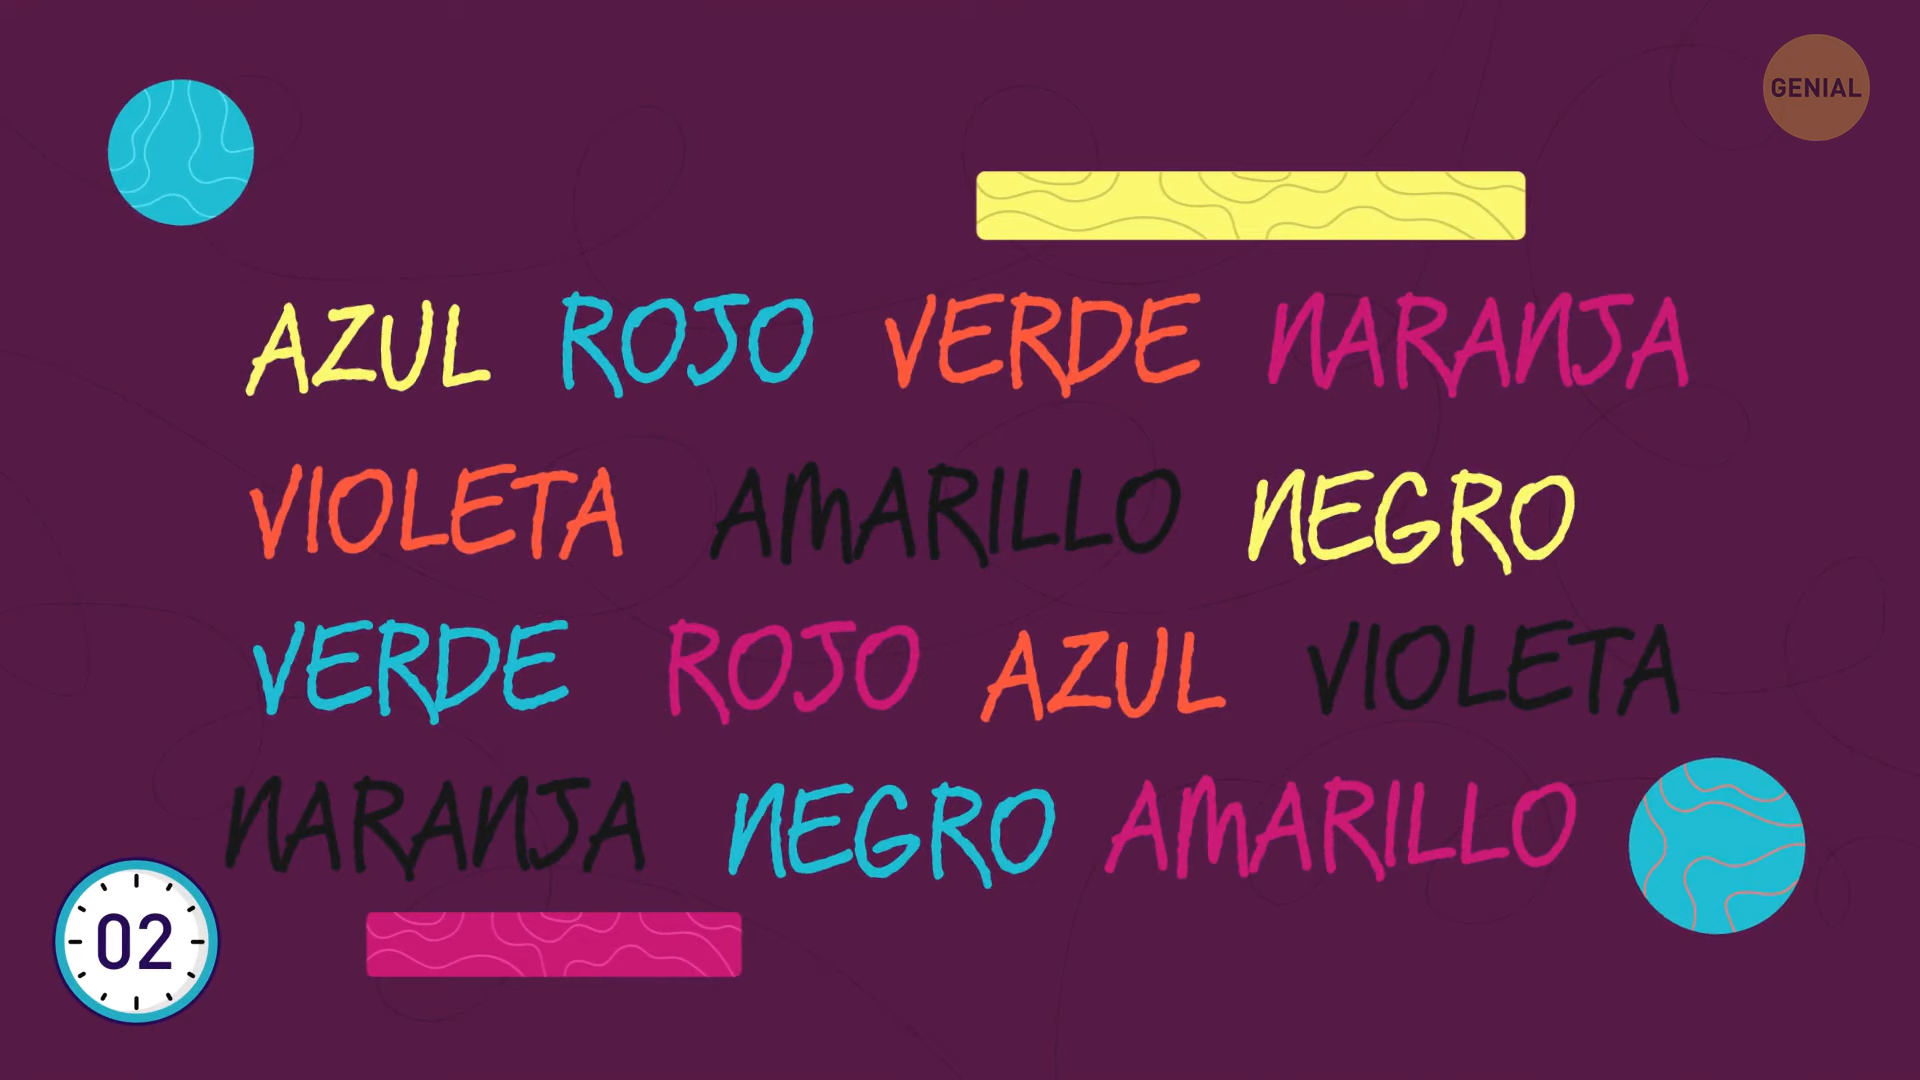 GENIAL
AZUL ROJO VERDE NARANJA
VIOLETA AMARILLO NEGRO
VERDE ROJO AZUL VIOLETA
NARANJA NEGRO AMARILLO
02